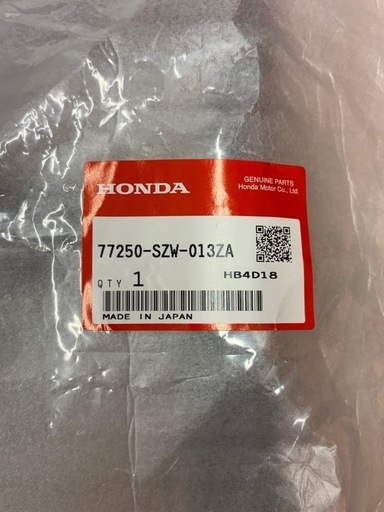 HONDA
GENUINE PARTS
Honda Motor Co., Ltd.
77250-SZW-013ZA
HB4D18
QTY 1
MADE IN JAPAN